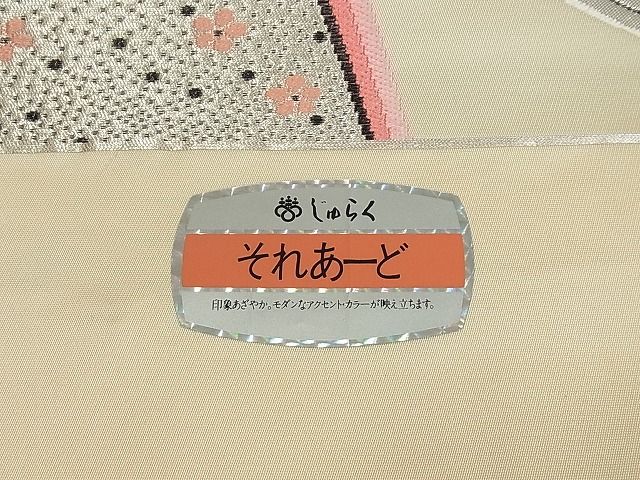 じゅらく
それあーど
印象あざやか。モダンなアクセント・カラーが映え立ちます。